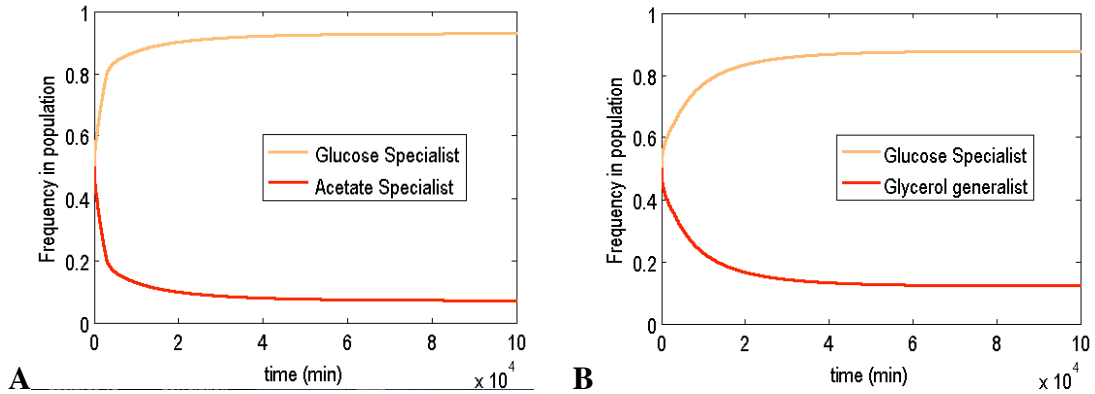 1
0.8
0.6
0.4
0.2
0
Frequency in population
Glucose Specialist
Acetate Specialist
0 2 4 6 8 10
time (min)
x 10^4
A
1
0.8
0.6
0.4
0.2
0
Frequency in population
Glucose Specialist
Glycerol generalist
0 2 4 6 8 10
time (min)
x 10^4
B